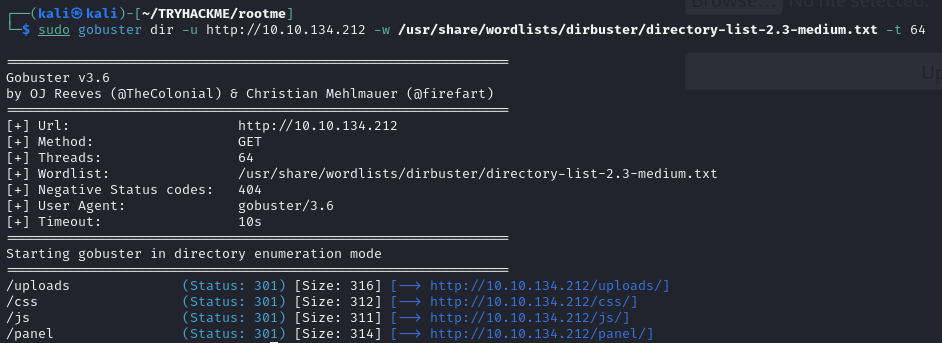 Browse... No file selected.
┌──(kali㉿kali)-[~/TRYHACKME/rootme]
└─$ sudo gobuster dir -u http://10.10.134.212 -w /usr/share/wordlists/dirbuster/directory-list-2.3-medium.txt -t 64
Up
===============================================================
Gobuster v3.6
by OJ Reeves (@TheColonial) & Christian Mehlmauer (@firefart)
===============================================================
[+] Url:                     http://10.10.134.212
[+] Method:                  GET
[+] Threads:                 64
[+] Wordlist:                /usr/share/wordlists/dirbuster/directory-list-2.3-medium.txt
[+] Negative Status codes:   404
[+] User Agent:              gobuster/3.6
[+] Timeout:                 10s
===============================================================
Starting gobuster in directory enumeration mode
===============================================================
/uploads              (Status: 301) [Size: 316] [--> http://10.10.134.212/uploads/]
/css                  (Status: 301) [Size: 312] [--> http://10.10.134.212/css/]
/js                   (Status: 301) [Size: 311] [--> http://10.10.134.212/js/]
/panel                (Status: 301) [Size: 314] [--> http://10.10.134.212/panel/]